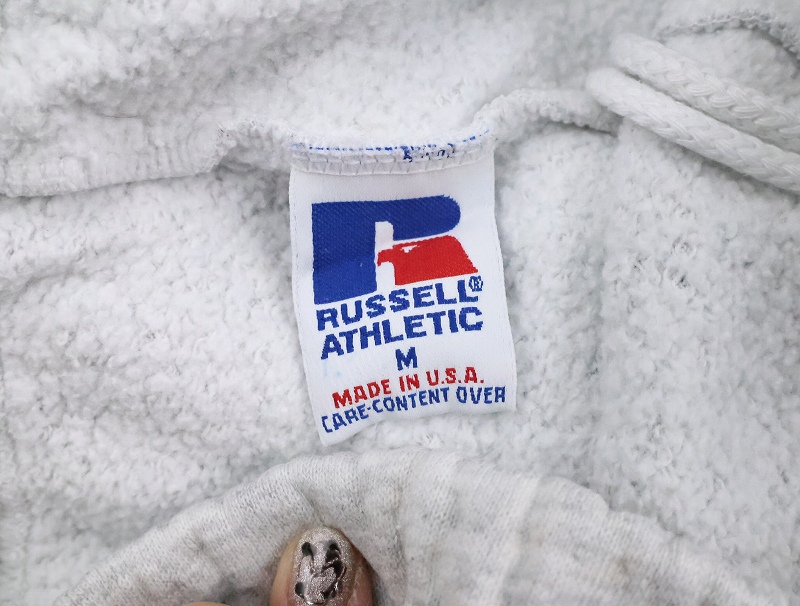 RUSSELL®
ATHLETIC
M
MADE IN U.S.A.
CARE-CONTENT OVER